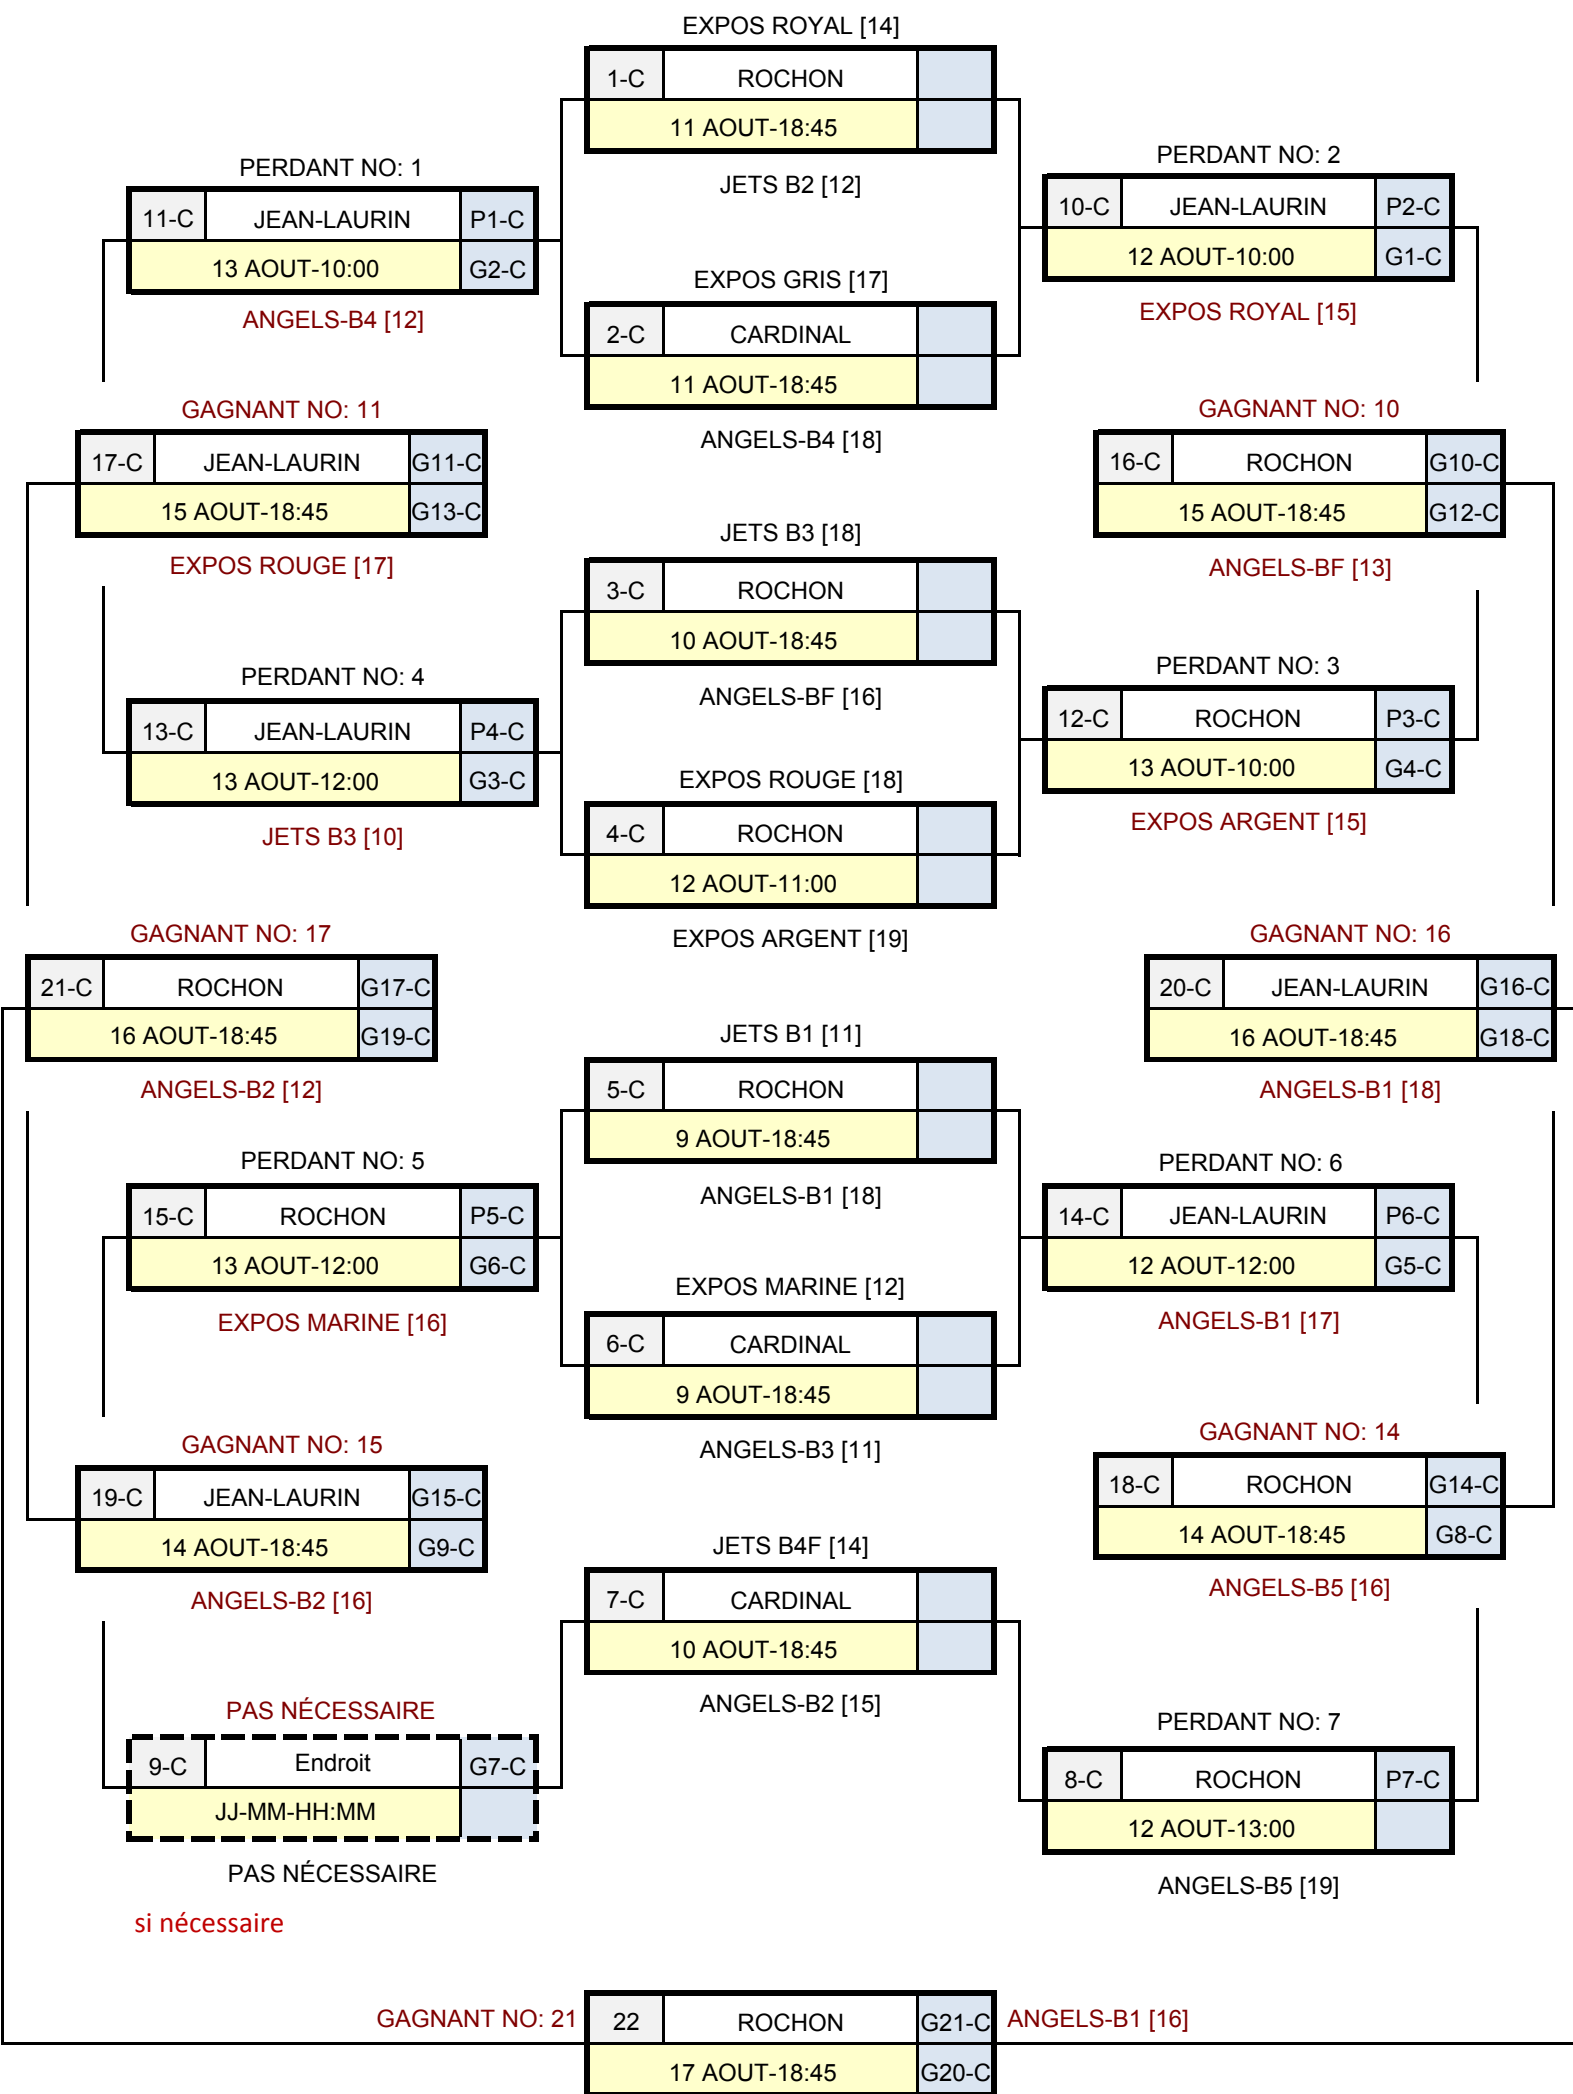 EXPOS ROYAL [14]
1-C ROCHON
11 AOUT-18:45
JETS B2 [12]
PERDANT NO: 1
11-C JEAN-LAURIN P1-C
13 AOUT-10:00 G2-C
ANGELS-B4 [12]
PERDANT NO: 2
10-C JEAN-LAURIN P2-C
12 AOUT-10:00 G1-C
EXPOS ROYAL [15]
EXPOS GRIS [17]
2-C CARDINAL
11 AOUT-18:45
ANGELS-B4 [18]
GAGNANT NO: 11
17-C JEAN-LAURIN G11-C
15 AOUT-18:45 G13-C
EXPOS ROUGE [17]
GAGNANT NO: 10
16-C ROCHON G10-C
15 AOUT-18:45 G12-C
ANGELS-BF [13]
JETS B3 [18]
3-C ROCHON
10 AOUT-18:45
ANGELS-BF [16]
PERDANT NO: 4
13-C JEAN-LAURIN P4-C
13 AOUT-12:00 G3-C
JETS B3 [10]
PERDANT NO: 3
12-C ROCHON P3-C
13 AOUT-10:00 G4-C
EXPOS ARGENT [15]
EXPOS ROUGE [18]
4-C ROCHON
12 AOUT-11:00
EXPOS ARGENT [19]
GAGNANT NO: 17
21-C ROCHON G17-C
16 AOUT-18:45 G19-C
ANGELS-B2 [12]
GAGNANT NO: 16
20-C JEAN-LAURIN G16-C
16 AOUT-18:45 G18-C
ANGELS-B1 [18]
JETS B1 [11]
5-C ROCHON
9 AOUT-18:45
ANGELS-B1 [18]
PERDANT NO: 5
15-C ROCHON P5-C
13 AOUT-12:00 G6-C
EXPOS MARINE [16]
PERDANT NO: 6
14-C JEAN-LAURIN P6-C
12 AOUT-12:00 G5-C
ANGELS-B1 [17]
EXPOS MARINE [12]
6-C CARDINAL
9 AOUT-18:45
ANGELS-B3 [11]
GAGNANT NO: 15
19-C JEAN-LAURIN G15-C
14 AOUT-18:45 G9-C
ANGELS-B2 [16]
GAGNANT NO: 14
18-C ROCHON G14-C
14 AOUT-18:45 G8-C
ANGELS-B5 [16]
JETS B4F [14]
7-C CARDINAL
10 AOUT-18:45
ANGELS-B2 [15]
PAS NÉCESSAIRE
9-C Endroit G7-C
JJ-MM-HH:MM
PAS NÉCESSAIRE
si nécessaire
PERDANT NO: 7
8-C ROCHON P7-C
12 AOUT-13:00
ANGELS-B5 [19]
GAGNANT NO: 21 22 ROCHON G21-C ANGELS-B1 [16]
17 AOUT-18:45 G20-C